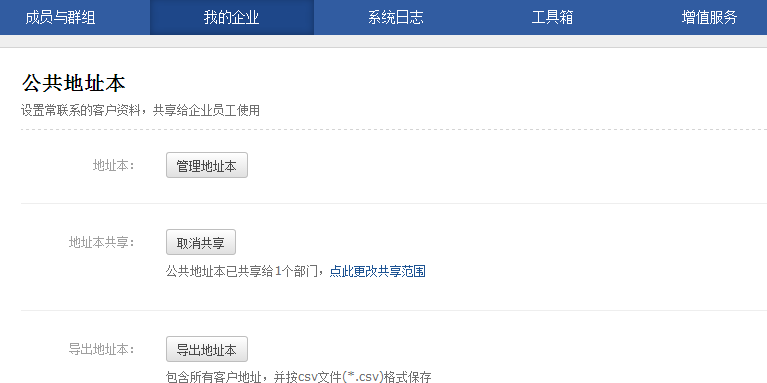 成员与群组 我的企业 系统日志 工具箱 增值服务
公共地址本
设置常联系的客户资料，共享给企业员工使用
地址本： 管理地址本
地址本共享： 取消共享
公共地址本已共享给1个部门，点此更改共享范围
导出地址本： 导出地址本
包含所有客户地址，并按csv文件(*.csv)格式保存